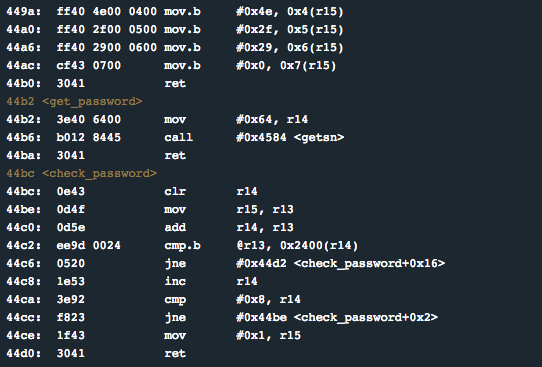 449a: ff40 4e00 0400 mov.b #0x4e, 0x4(r15)
44a0: ff40 2f00 0500 mov.b #0x2f, 0x5(r15)
44a6: ff40 2900 0600 mov.b #0x29, 0x6(r15)
44ac: cf43 0700 mov.b #0x0, 0x7(r15)
44b0: 3041 ret
44b2 <get_password>
44b2: 3e40 6400 mov #0x64, r14
44b6: b012 8445 call #0x4584 <getsn>
44ba: 3041 ret
44bc <check_password>
44bc: 0e43 clr r14
44be: 0d4f mov r15, r13
44c0: 0d5e add r14, r13
44c2: ee9d 0024 cmp.b @r13, 0x2400(r14)
44c6: 0520 jne #0x44d2 <check_password+0x16>
44c8: 1e53 inc r14
44ca: 3e92 cmp #0x8, r14
44cc: f823 jne #0x44be <check_password+0x2>
44ce: 1f43 mov #0x1, r15
44d0: 3041 ret